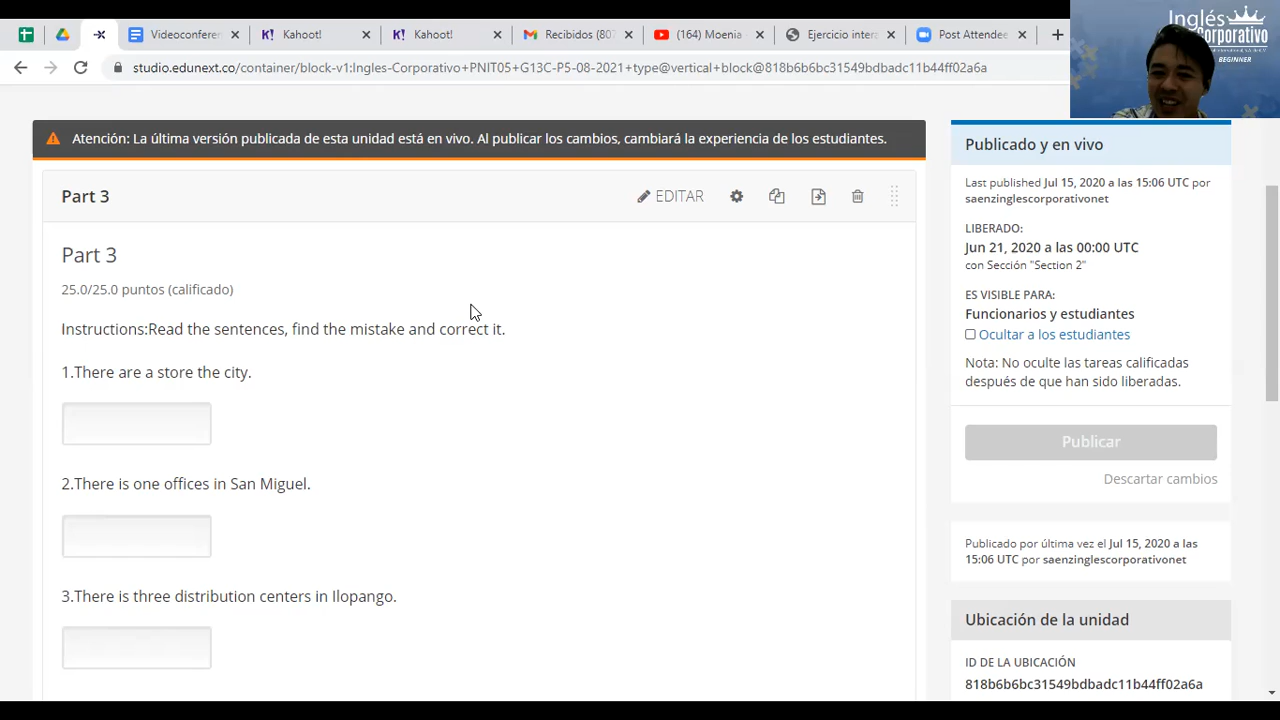 Videoconfere
Kahoot!
Kahoot!
Recibidos (80
(164) Moenia
Ejercicio inter
Post Attendee
Inglés
Corporativo
BEGINNER
studio.edunext.co/container/block-v1:Ingles-Corporativo+PNIT05+GOC-P5-08-2021+type@vertical+block@818b6b6bc31549bdbadc11b44ff02a6a
Atención: La última versión publicada de esta unidad está en vivo. Al publicar los cambios, cambiará la experiencia de los estudiantes.
Part 3
EDITAR
Part 3
25.0/25.0 puntos (calificado)
Instructions:Read the sentences, find the mistake and correct it.
1.There are a store the city.
2.There is one offices in San Miguel.
3.There is three distribution centers in Ilopango.
Publicado y en vivo
Last published Jul 15, 2020 a las 15:06 UTC por
saenzinglescorporativonet
LIBERADO:
Jun 21, 2020 a las 00:00 UTC
con Sección "Section 2"
ES VISIBLE PARA:
Funcionarios y estudiantes
Ocultar a los estudiantes
Nota: No oculte las tareas calificadas
después de que han sido liberadas.
Publicar
Descartar cambios
Publicado por última vez el Jul 15, 2020 a las
15:06 UTC por saenzinglescorporativonet
Ubicación de la unidad
ID DE LA UBICACIÓN
818b6b6bc31549bdbadc11b44ff02a6a